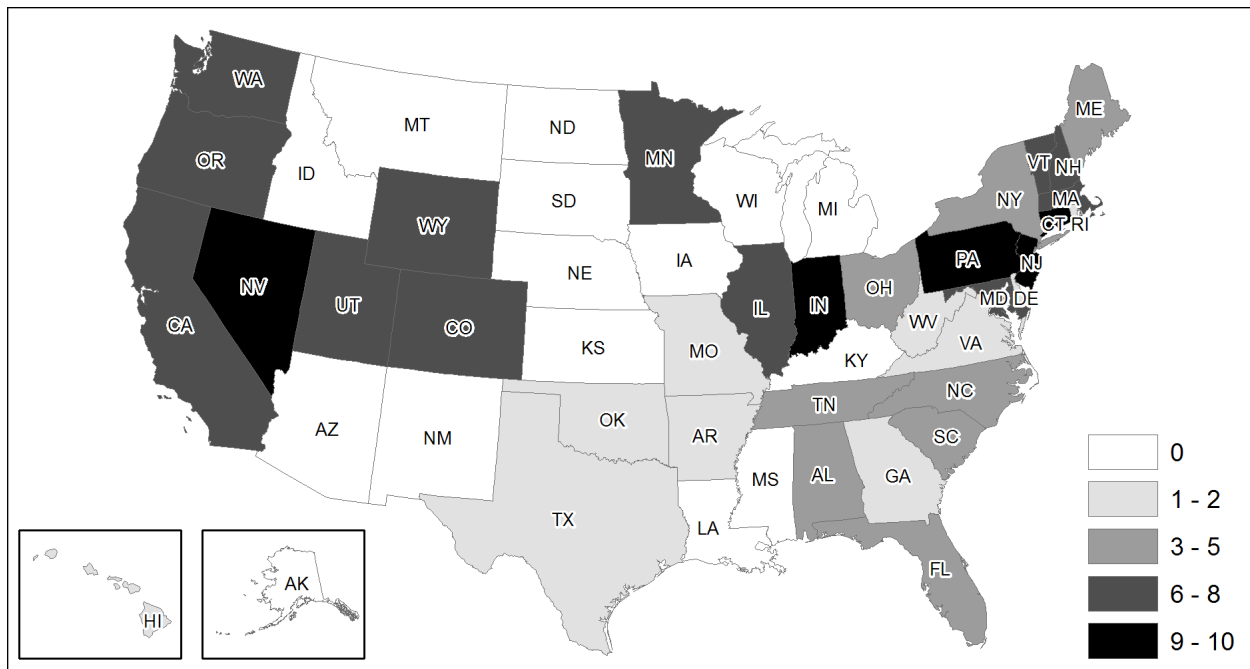 WA
MT
ND
MN
ME
OR
ID
SD
WI
MI
VT
NH
NY
MA
WY
CT
RI
NV
UT
CO
NE
IA
IL
IN
OH
PA
NJ
MD
DE
CA
KS
MO
KY
WV
VA
AZ
NM
OK
AR
TN
NC
SC
TX
LA
MS
AL
GA
FL
HI
AK
0
1 - 2
3 - 5
6 - 8
9 - 10